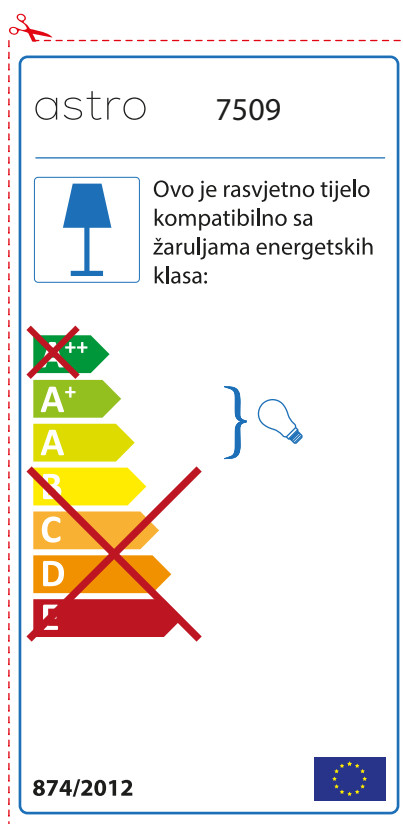 astro 7509
Ovo je rasvjetno tijelo
kompatibilno sa
žaruljama energetskih
klasa:
A++
A+
A
B
C
D
E
874/2012